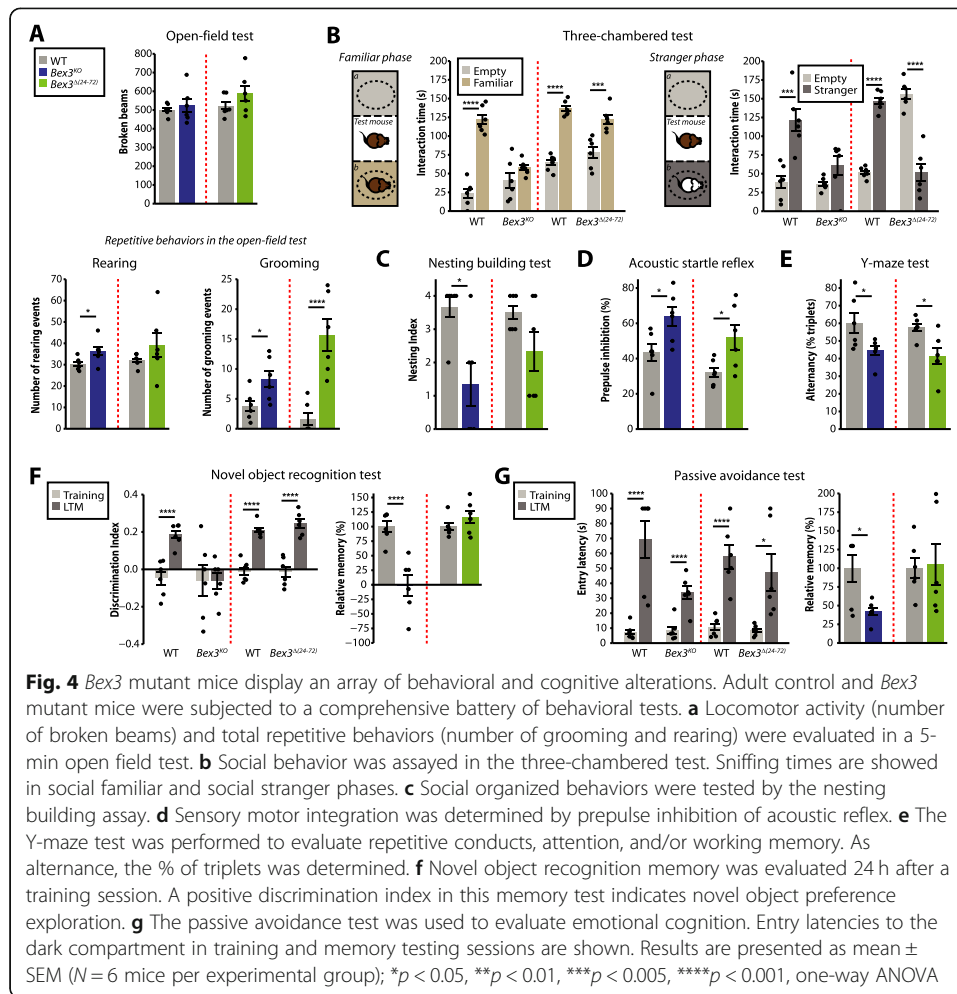 A
Open-field test
WT
Bex3KO
Bex3Δ(24-72)
Broken beams
800
700
600
500
400
300
200
100
0
B
Three-chambered test
Familiar phase
a
Test mouse
b
Empty
Familiar
Interaction time (s)
200
175
150
125
100
75
50
25
0
**** **** ***
WT Bex3KO WT Bex3Δ(24-72)
Stranger phase
a
Test mouse
b
Empty
Stranger
Interaction time (s)
200
175
150
125
100
75
50
25
0
*** **** ****
WT Bex3KO WT Bex3Δ(24-72)
Repetitive behaviors in the open-field test
Rearing
Number of rearing events
70
60
50
40
30
20
10
0
*
Grooming
Number of grooming events
25
20
15
10
5
0
* ****
C
Nesting building test
Nesting Index
4
3
2
1
0
*
D
Acoustic startle reflex
Prepulse inhibition (%)
80
60
40
20
0
* *
E
Y-maze test
Alternancy (% triplets)
80
70
60
50
40
30
20
10
0
* *
F
Novel object recognition test
Training
LTM
Discrimination Index
0.4
0.2
0.0
−0.2
−0.4
**** **** ****
WT Bex3KO WT Bex3Δ(24-72)
Relative memory (%)
150
125
100
75
50
25
0
−25
−50
−75
−100
****
G
Passive avoidance test
Training
LTM
Entry latency (s)
100
90
80
70
60
50
40
30
20
10
0
**** **** **** *
WT Bex3KO WT Bex3Δ(24-72)
Relative memory (%)
200
175
150
125
100
75
50
25
0
*
Fig. 4 Bex3 mutant mice display an array of behavioral and cognitive alterations. Adult control and Bex3
mutant mice were subjected to a comprehensive battery of behavioral tests. a Locomotor activity (number
of broken beams) and total repetitive behaviors (number of grooming and rearing) were evaluated in a 5-
min open field test. b Social behavior was assayed in the three-chambered test. Sniffing times are shown
in social familiar and social stranger phases. c Social organized behaviors were tested by the nesting
building assay. d Sensory motor integration was determined by prepulse inhibition of acoustic reflex. e The
Y-maze test was performed to evaluate repetitive conducts, attention, and/or working memory. As
alternance, the % of triplets was determined. f Novel object recognition memory was evaluated 24 h after a
training session. A positive discrimination index in this memory test indicates novel object preference
exploration. g The passive avoidance test was used to evaluate emotional cognition. Entry latencies to the
dark compartment in training and memory testing sessions are shown. Results are presented as mean ±
SEM (N = 6 mice per experimental group); *p < 0.05, **p < 0.01, ***p < 0.005, ****p < 0.001, one-way ANOVA